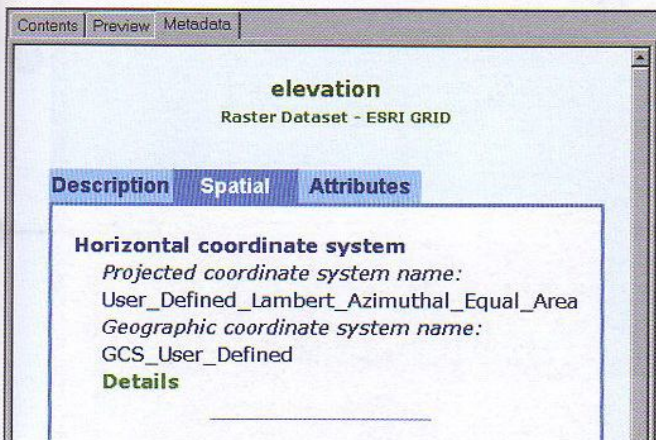 Contents Preview Metadata
elevation
Raster Dataset - ESRI GRID
Description Spatial Attributes
Horizontal coordinate system
Projected coordinate system name:
User_Defined_Lambert_Azimuthal_Equal_Area
Geographic coordinate system name:
GCS_User_Defined
Details